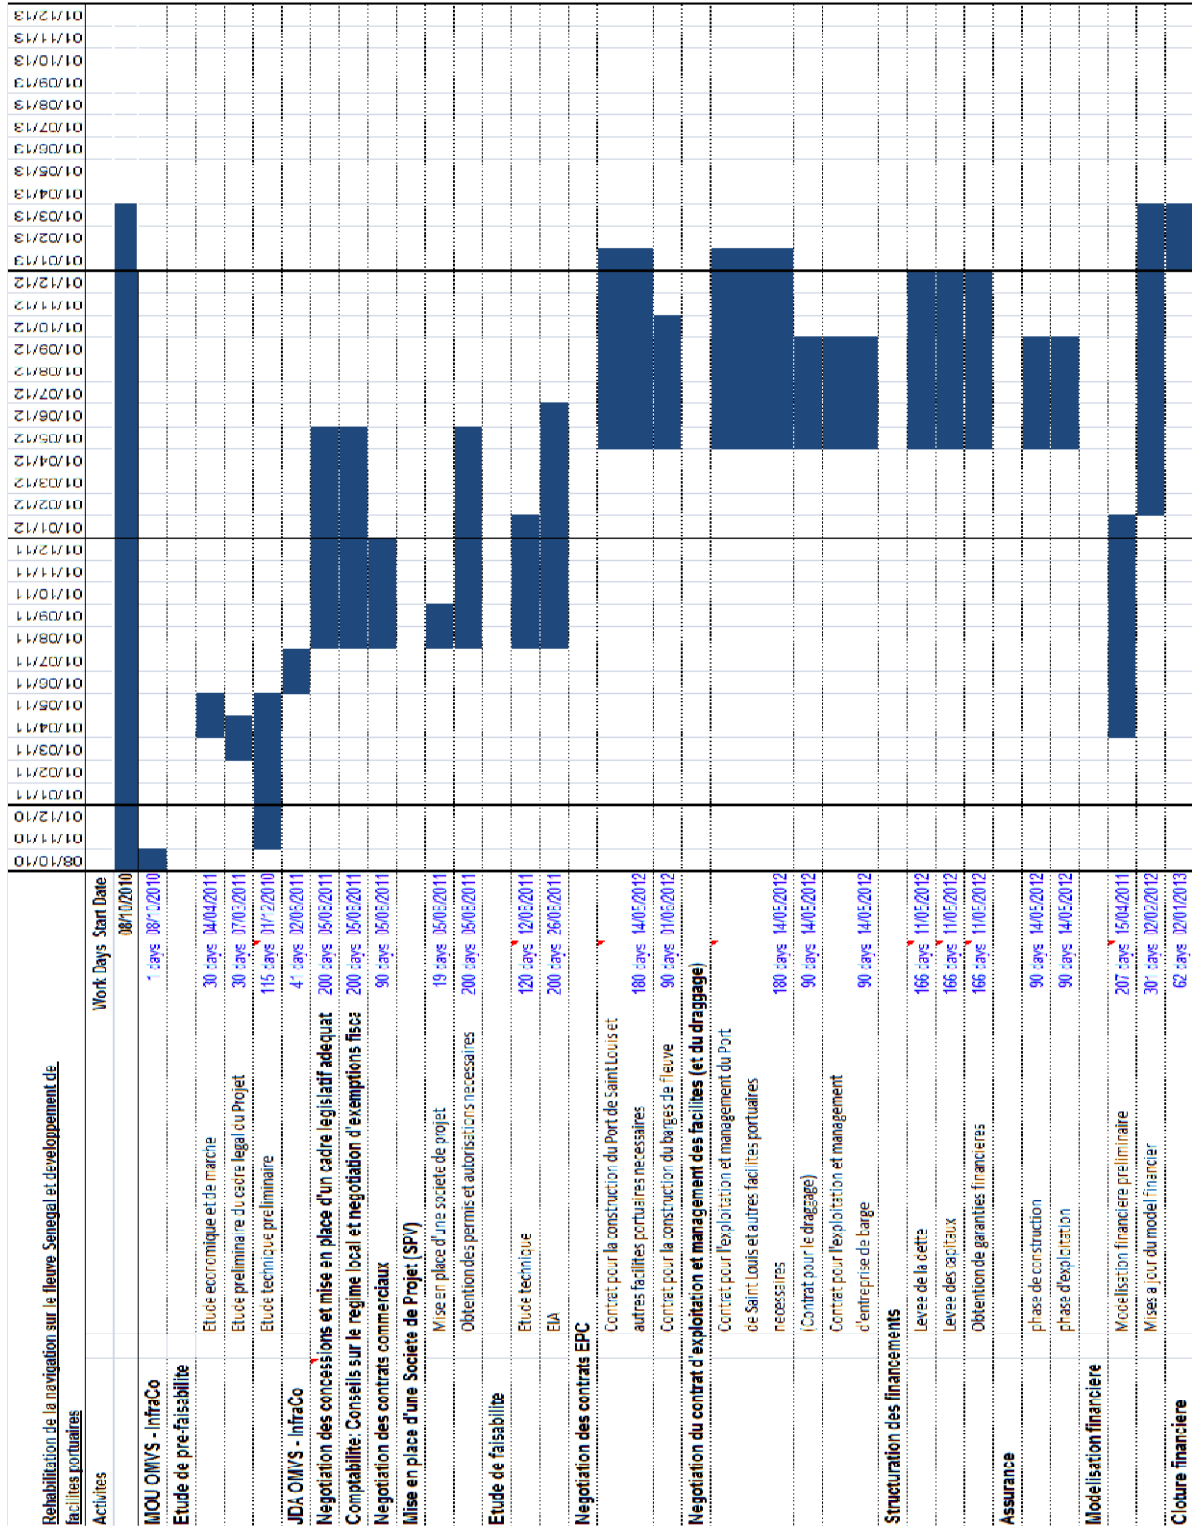 Rehabilitation de la navigation sur le fleuve Senegal et developpement de
facilites portuaires
Activites Work Days Start Date 08/10/10 01/11/10 01/12/10 01/01/11 01/02/11 01/03/11 01/04/11 01/05/11 01/06/11 01/07/11 01/08/11 01/09/11 01/10/11 01/11/11 01/12/11 01/01/12 01/02/12 01/03/12 01/04/12 01/05/12 01/06/12 01/07/12 01/08/12 01/09/12 01/10/12 01/11/12 01/12/12 01/01/13 01/02/13 01/03/13 01/04/13 01/05/13 01/06/13 01/07/13 01/08/13 01/09/13 01/10/13 01/11/13 01/12/13
08/10/2010
MOU OMVS - InfraCo 1 days 08/10/2010
Etude de pre-faisabilite
Etude economique et de marche 30 days 04/04/2011
Etude preliminaire du cadre legal du Projet 30 days 07/03/2011
Etude technique preliminaire 115 days 01/12/2010
JDA OMVS - InfraCo 41 days 02/06/2011
Negotiation des concessions et mise en place d'un cadre legislatif adequat 200 days 05/08/2011
Comptabilite: Conseils sur le regime local et negotiation d'exemptions fisca 200 days 05/08/2011
Negotiation des contrats commerciaux 90 days 05/08/2011
Mise en place d'une Societe de Projet (SPV)
Mise en place d'une societe de projet 19 days 05/08/2011
Obtention des permis et autorisations necessaires 200 days 05/08/2011
Etude de faisabilite
Etude technique 120 days 12/08/2011
EIA 200 days 26/08/2011
Negotiation des contrats EPC
Contrat pour la construction du Port de Saint Louis et
autres facilites portuaires necessaires 180 days 14/05/2012
Contrat pour la construction du barges de fleuve 90 days 01/06/2012
Negotiation du contrat d'exploitation et management des facilites (et du draggage)
Contrat pour l'exploitation et management du Port
de Saint Louis et autres facilites portuaires
necessaires 180 days 14/05/2012
(Contrat pour le draggage) 90 days 14/05/2012
Contrat pour l'exploitation et management
d'entreprise de barge 90 days 14/05/2012
Structuration des financements
Levee de la dette 166 days 11/05/2012
Levee des capitaux 166 days 11/05/2012
Obtention de garanties financieres 166 days 11/05/2012
Assurance
phase de construction 90 days 14/05/2012
phase d'exploitation 90 days 14/05/2012
Modelisation financiere
Modelisation financiere preliminaire 207 days 15/04/2011
Mises a jour du model financier 301 days 02/02/2012
Cloture financiere 62 days 02/01/2013